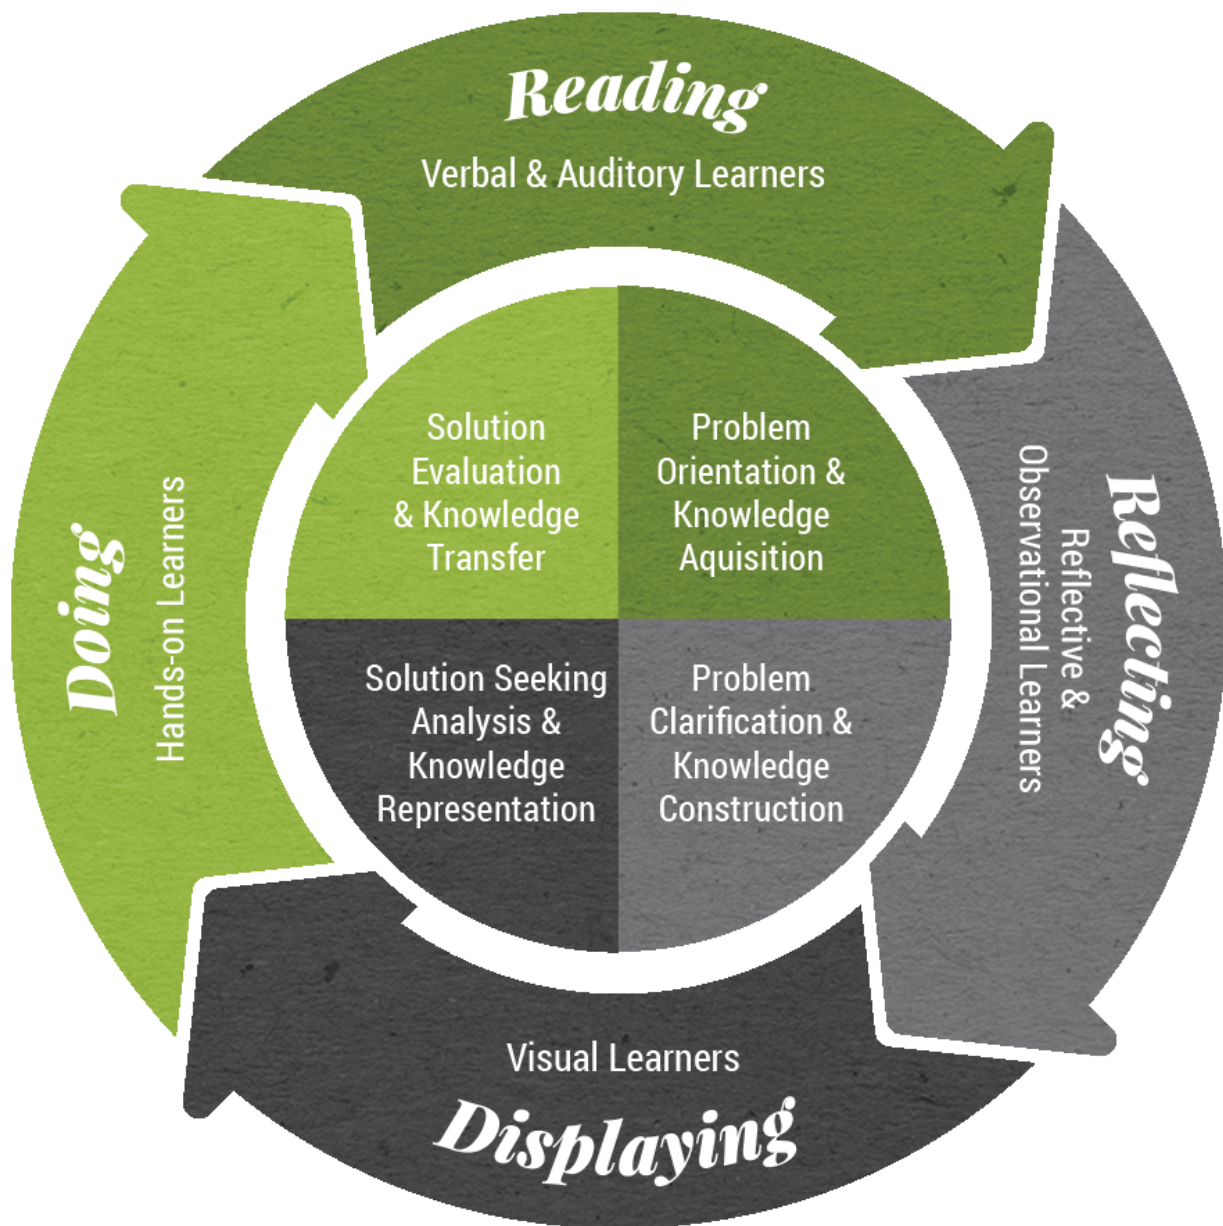 Reading
Verbal & Auditory Learners
Reflecting
Reflective &
Observational Learners
Visual Learners
Displaying
Doing
Hands-on Learners
Solution
Evaluation
& Knowledge
Transfer
Problem
Orientation &
Knowledge
Aquisition
Solution Seeking
Analysis &
Knowledge
Representation
Problem
Clarification &
Knowledge
Construction